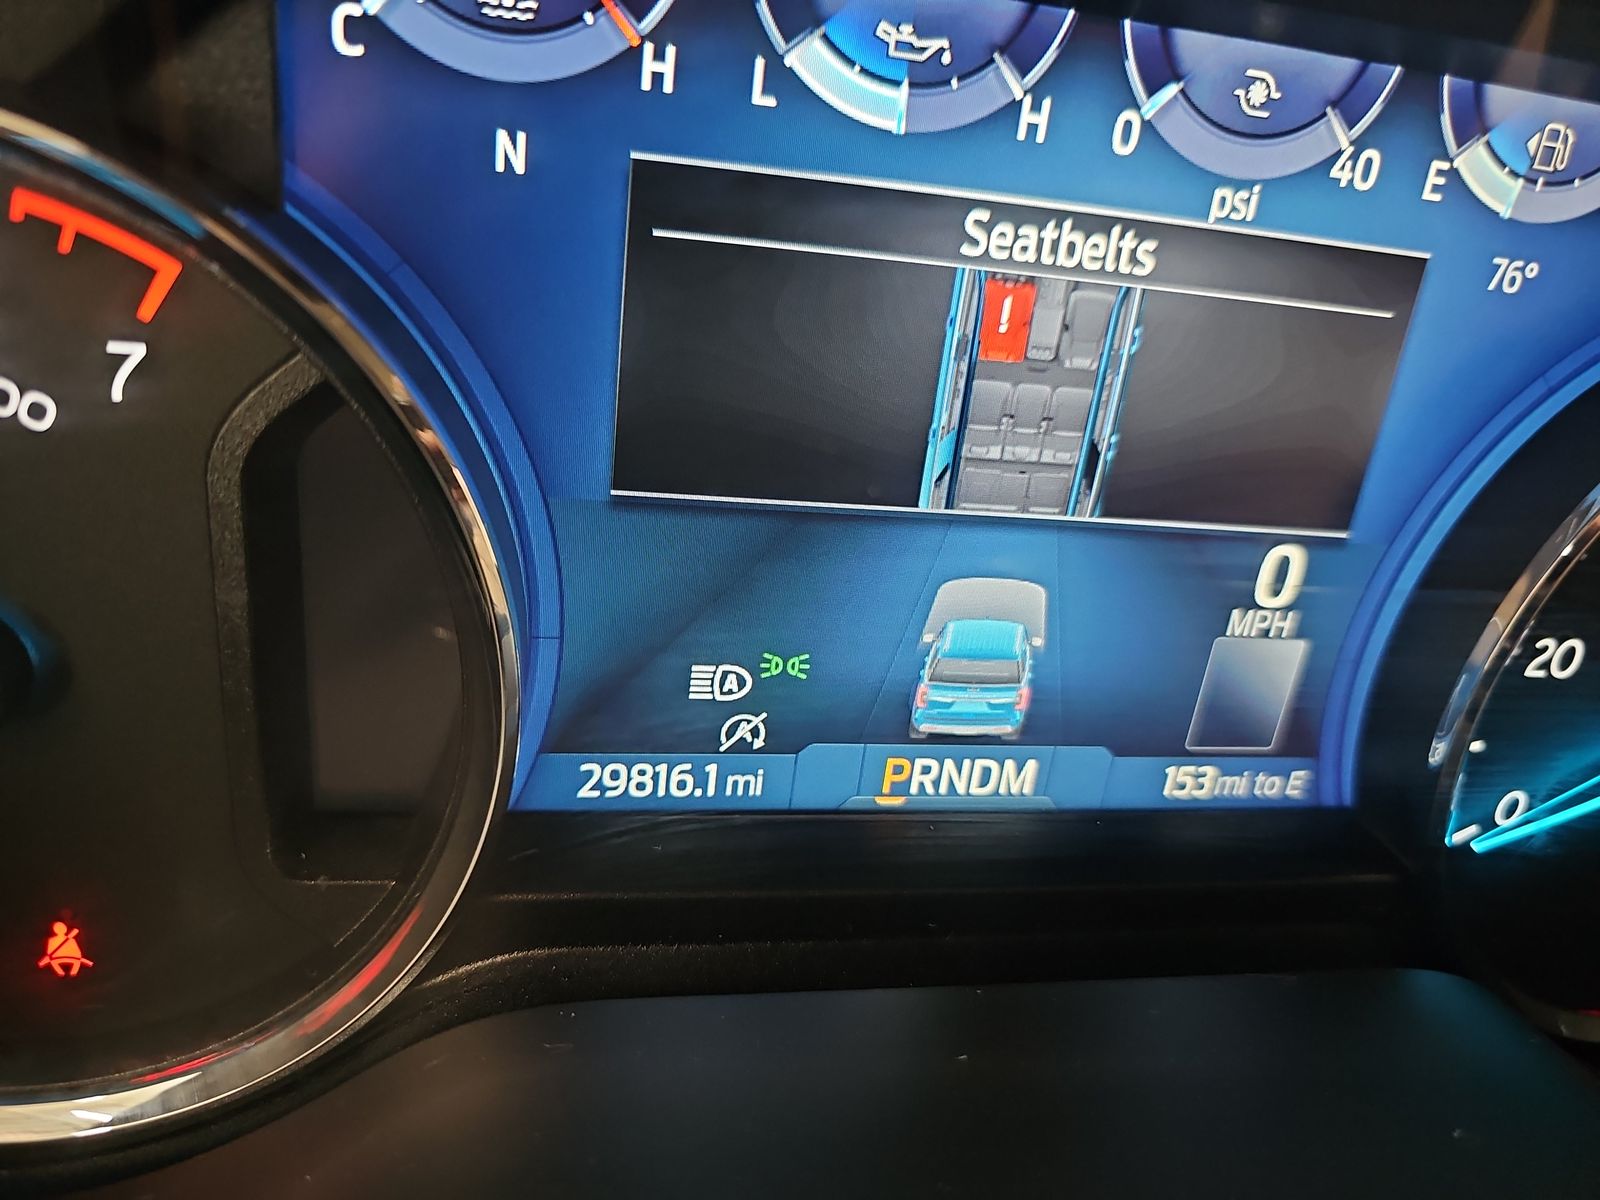 C
H
L
H
0
40
psi
E
N
76°
Seatbelts
!
7
0
MPH
20
A
A
29816.1 mi
PRNDM
153 mi to E
0